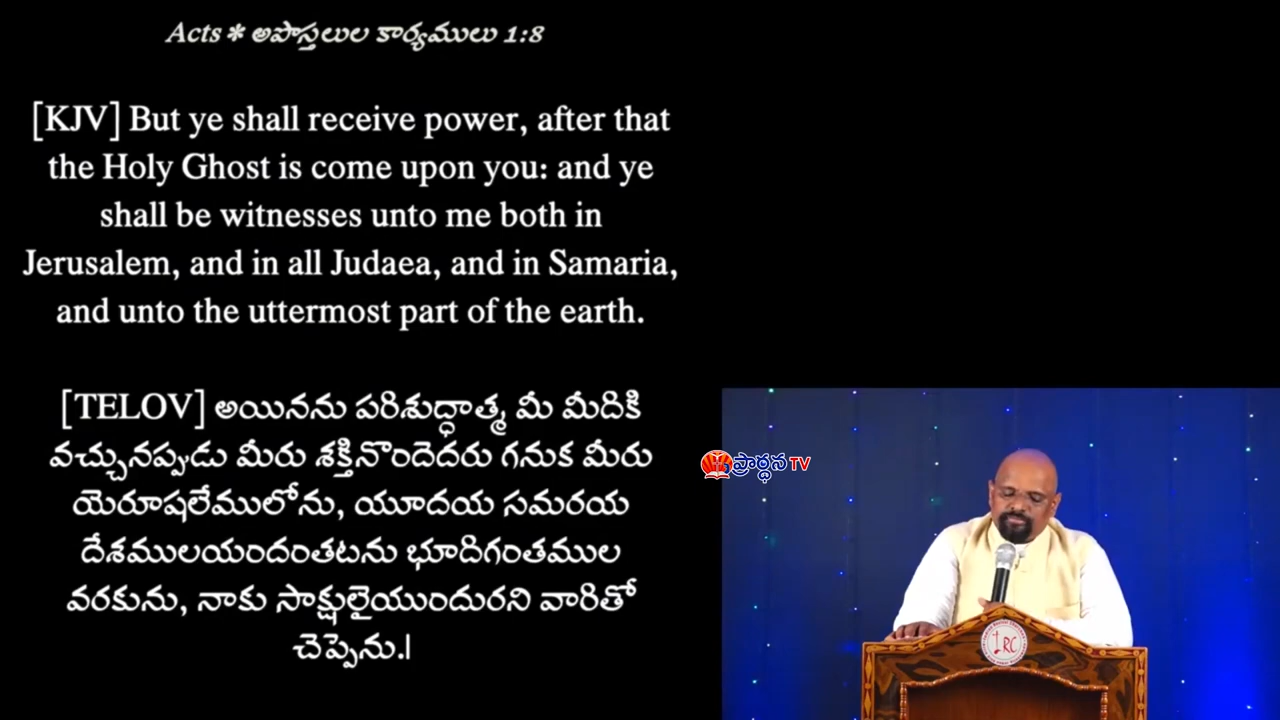 Acts * అపొస్తలుల కార్యములు 1:8
[KJV] But ye shall receive power, after that
the Holy Ghost is come upon you: and ye
shall be witnesses unto me both in
Jerusalem, and in all Judaea, and in Samaria,
and unto the uttermost part of the earth.
[TELOV] అయినను పరిశుద్ధాత్మ మీ మీదికి
వచ్చునప్పుడు మీరు శక్తినొందెదరు గనుక మీరు
యెరూషలేములోను, యూదయ సమరయ
దేశములయందంతటను భూదిగంతముల
వరకును, నాకు సాక్షులైయుందురని వారితో
చెప్పెను.|
ప్రార్థన TV
IRC